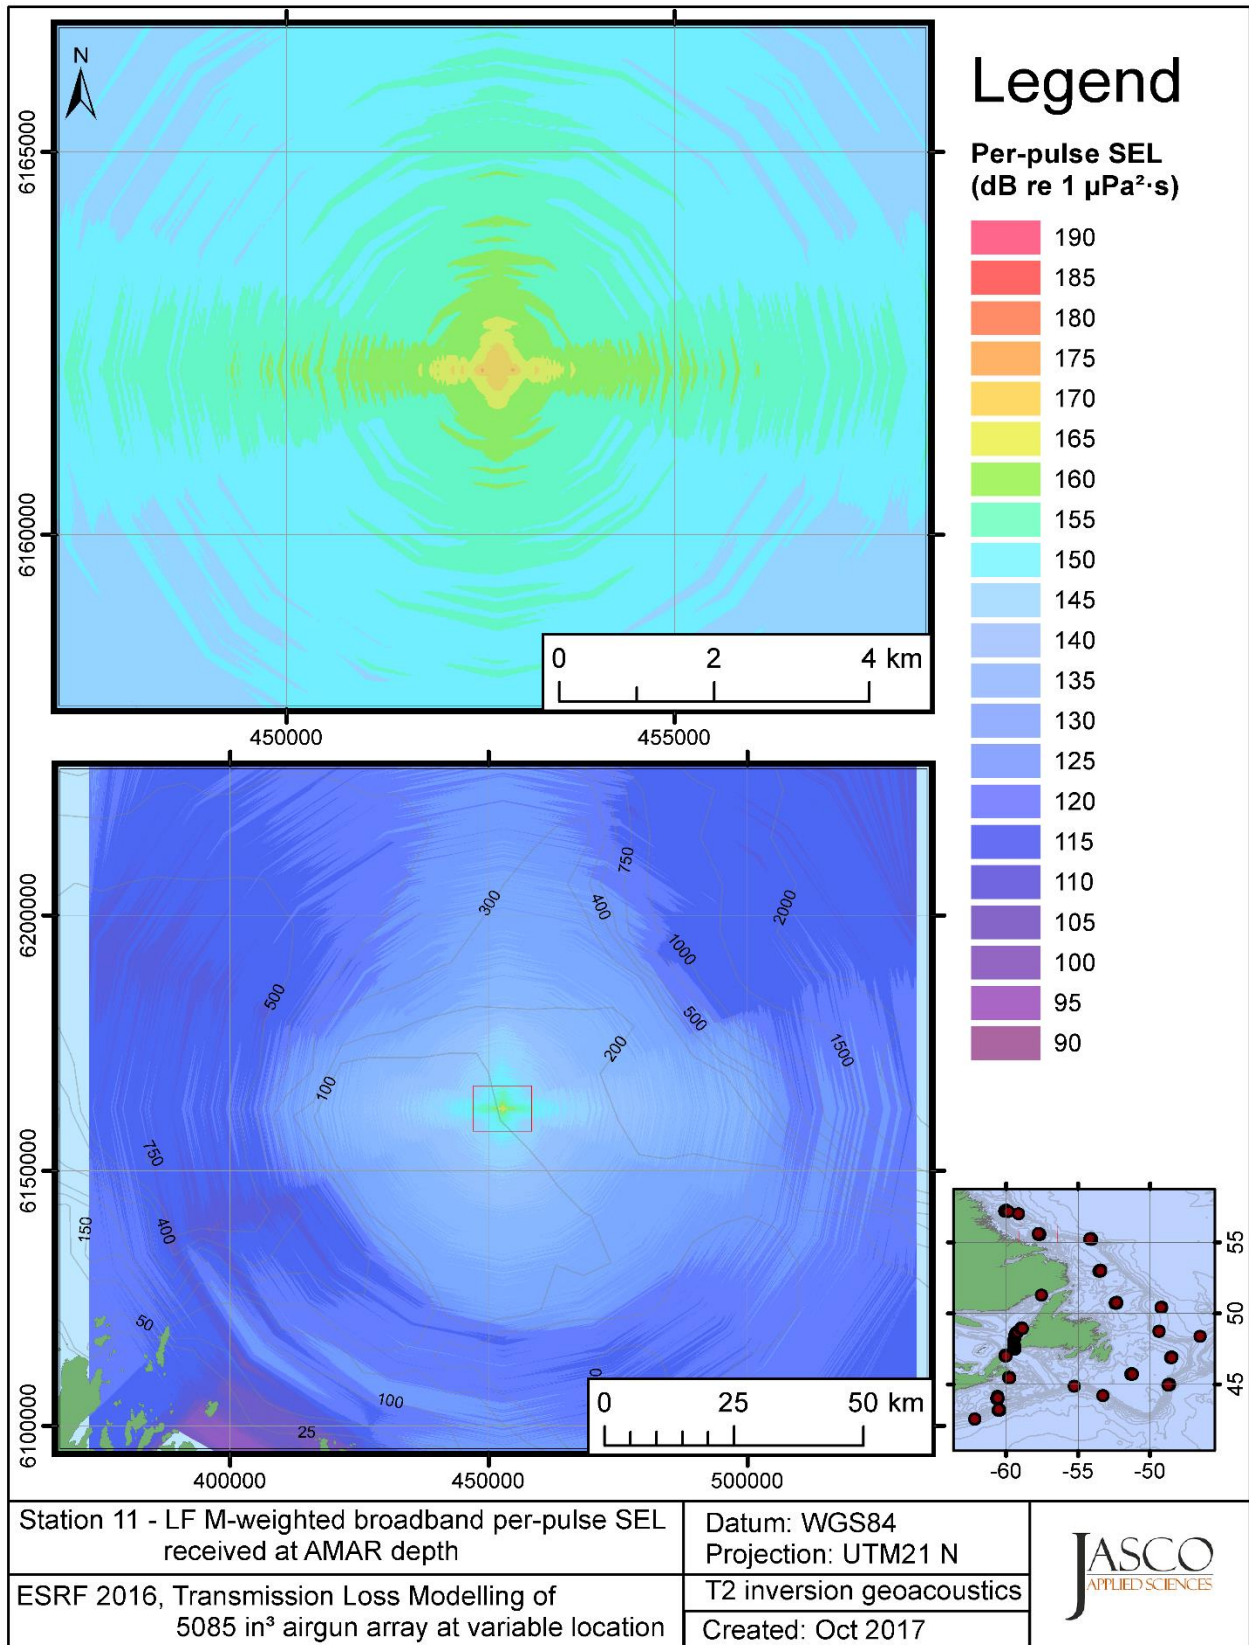 N
6165000
6160000
0 2 4 km
450000 455000
Legend
Per-pulse SEL
(dB re 1 µPa²·s)
190
185
180
175
170
165
160
155
150
145
140
135
130
125
120
115
110
105
100
95
90
6200000
6150000
6100000
300
750
400
2000
1000
500
500
200
1500
100
750
400
150
50
100
25
0
0 25 50 km
400000 450000 500000
55
50
45
-60 -55 -50
Station 11 - LF M-weighted broadband per-pulse SEL
received at AMAR depth
ESRF 2016, Transmission Loss Modelling of
5085 in³ airgun array at variable location
Datum: WGS84
Projection: UTM21 N
T2 inversion geoacoustics
Created: Oct 2017
JASCO
APPLIED SCIENCES